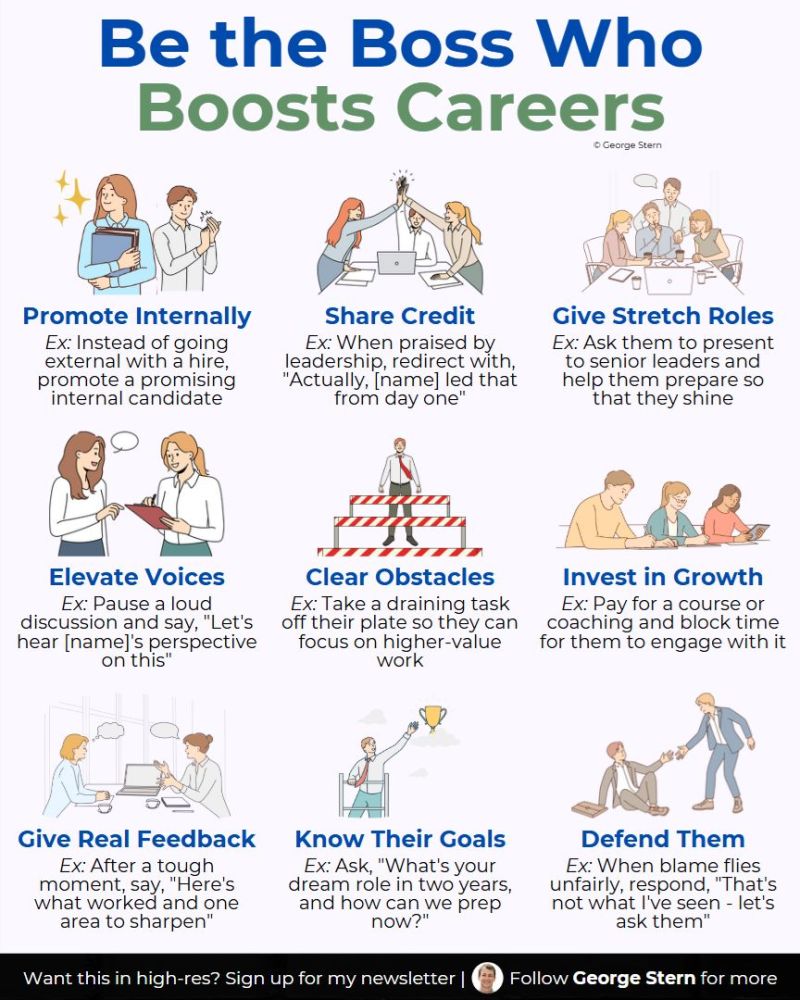 Be the Boss Who
Boosts Careers
© George Stern
Promote Internally
Ex: Instead of going
external with a hire,
promote a promising
internal candidate
Share Credit
Ex: When praised by
leadership, redirect with,
"Actually, [name] led that
from day one"
Give Stretch Roles
Ex: Ask them to present
to senior leaders and
help them prepare so
that they shine
Elevate Voices
Ex: Pause a loud
discussion and say, "Let's
hear [name]'s perspective
on this"
Clear Obstacles
Ex: Take a draining task
off their plate so they can
focus on higher-value
work
Invest in Growth
Ex: Pay for a course or
coaching and block time
for them to engage with it
Give Real Feedback
Ex: After a tough
moment, say, "Here's
what worked and one
area to sharpen"
Know Their Goals
Ex: Ask, "What's your
dream role in two years,
and how can we prep
now?"
Defend Them
Ex: When blame flies
unfairly, respond, "That's
not what I've seen - let's
ask them"
Want this in high-res? Sign up for my newsletter | Follow George Stern for more